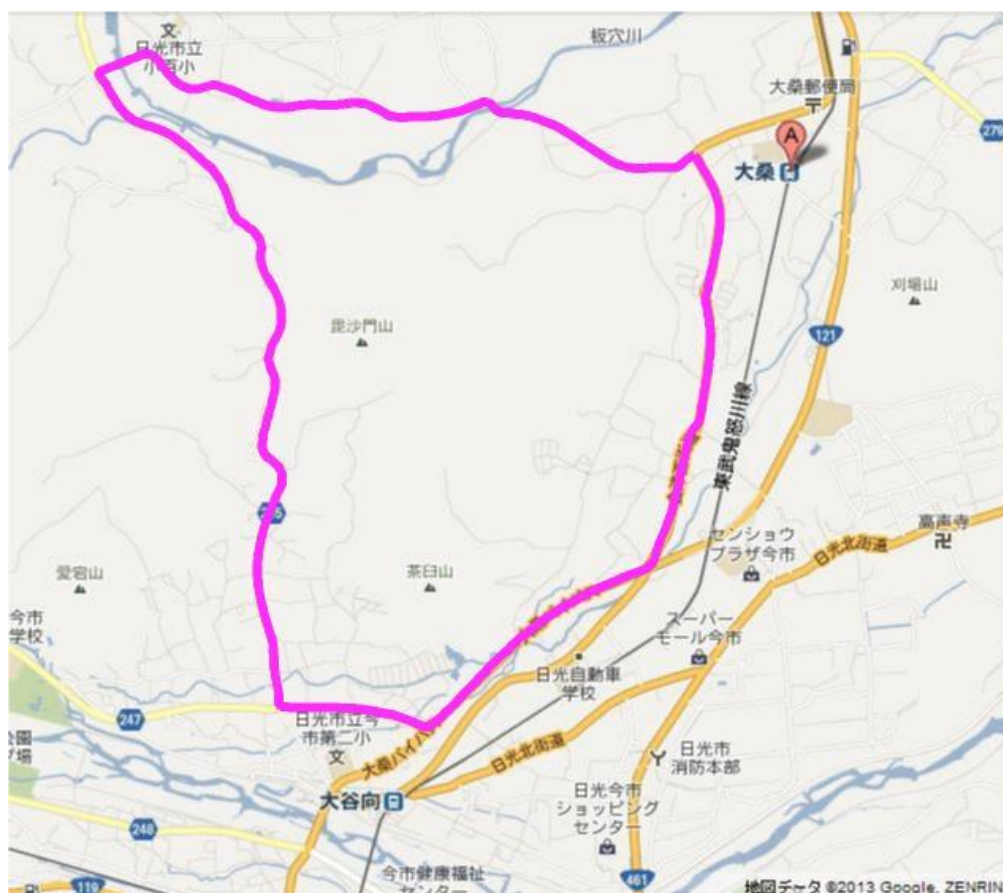 日光市立
小百小
板穴川
大桑郵便局
279
A
大桑
刈場山
毘沙門山
121
東武鬼怒川線
高声寺
センショウ
プラザ今市
日光北街道
愛宕山
茶臼山
今市
学校
スーパー
モール今市
日光自動車
学校
247
日光市立今
市第二小
大桑バイパ
日光北街道
日光市
消防本部
公園
プ場
大谷向
日光今市
ショッピング
センター
248
今市健康福祉
センター
119
461
地図データ ©2013 Google, ZENRIN